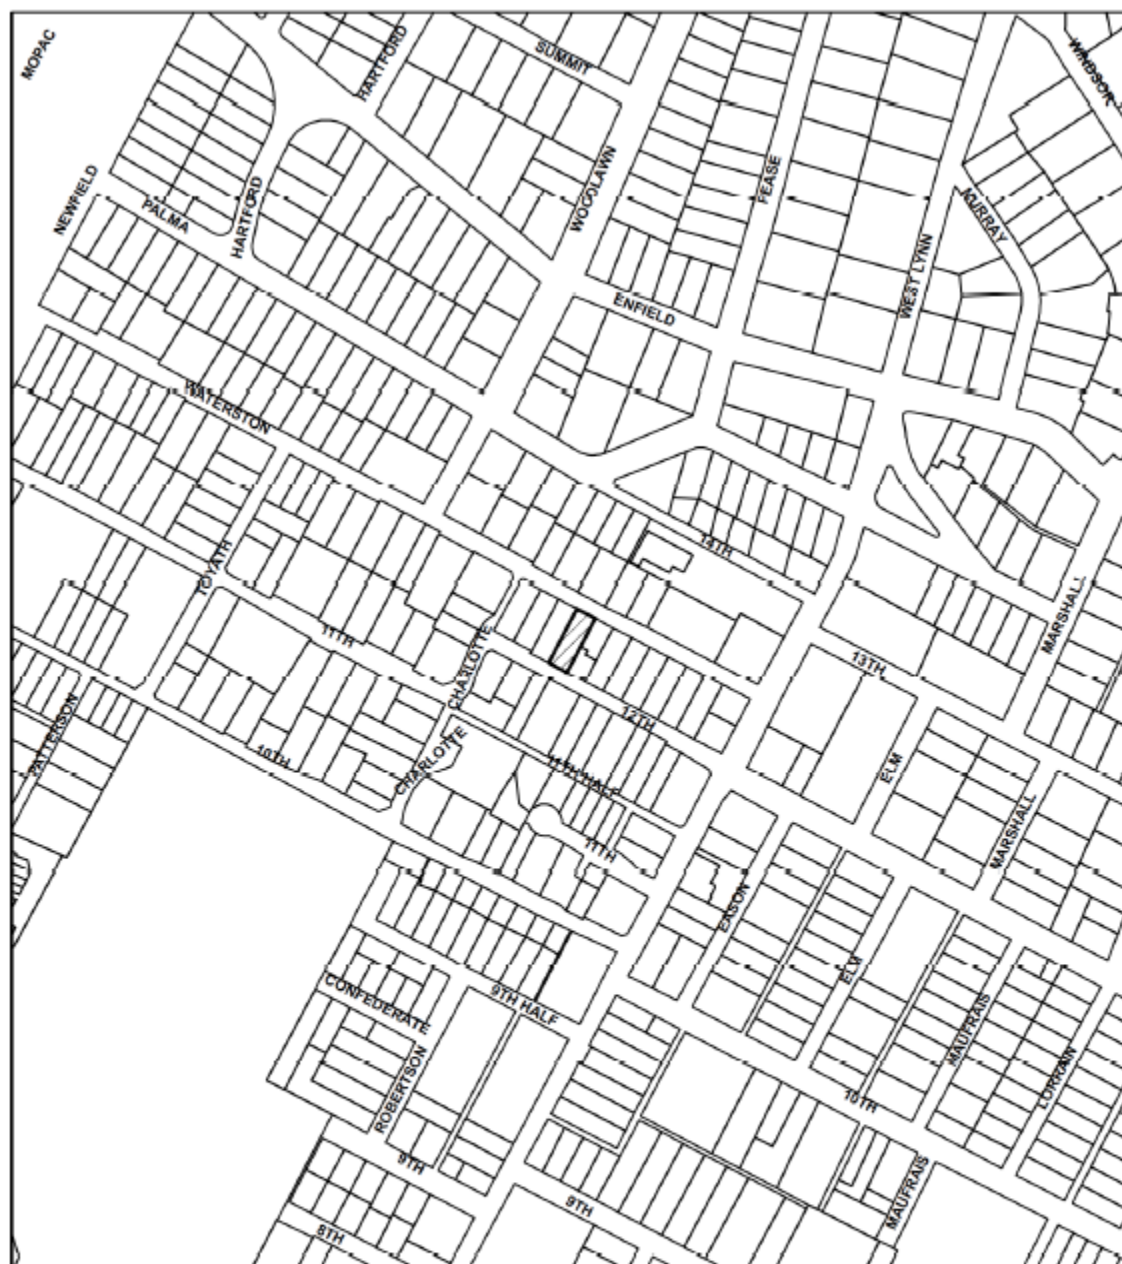 MOPAC
HARTFORD
SUMMIT
WINDSOR
NEWFIELD
PALMA
HARTFORD
WOODLAWN
PEASE
MURRAY
WEST LYNN
ENFIELD
WATERSTON
14TH
TOYATH
11TH
CHARLOTTE
MARSHALL
13TH
PATTERSON
10TH
CHARLOTTE
12TH
11TH HALF
ELM
MARSHALL
11TH
EASON
ELM
CONFEDERATE
9TH HALF
MAUFRAIS
ROBERTSON
LORRAIN
10TH
9TH
MAUFRAIS
9TH
8TH